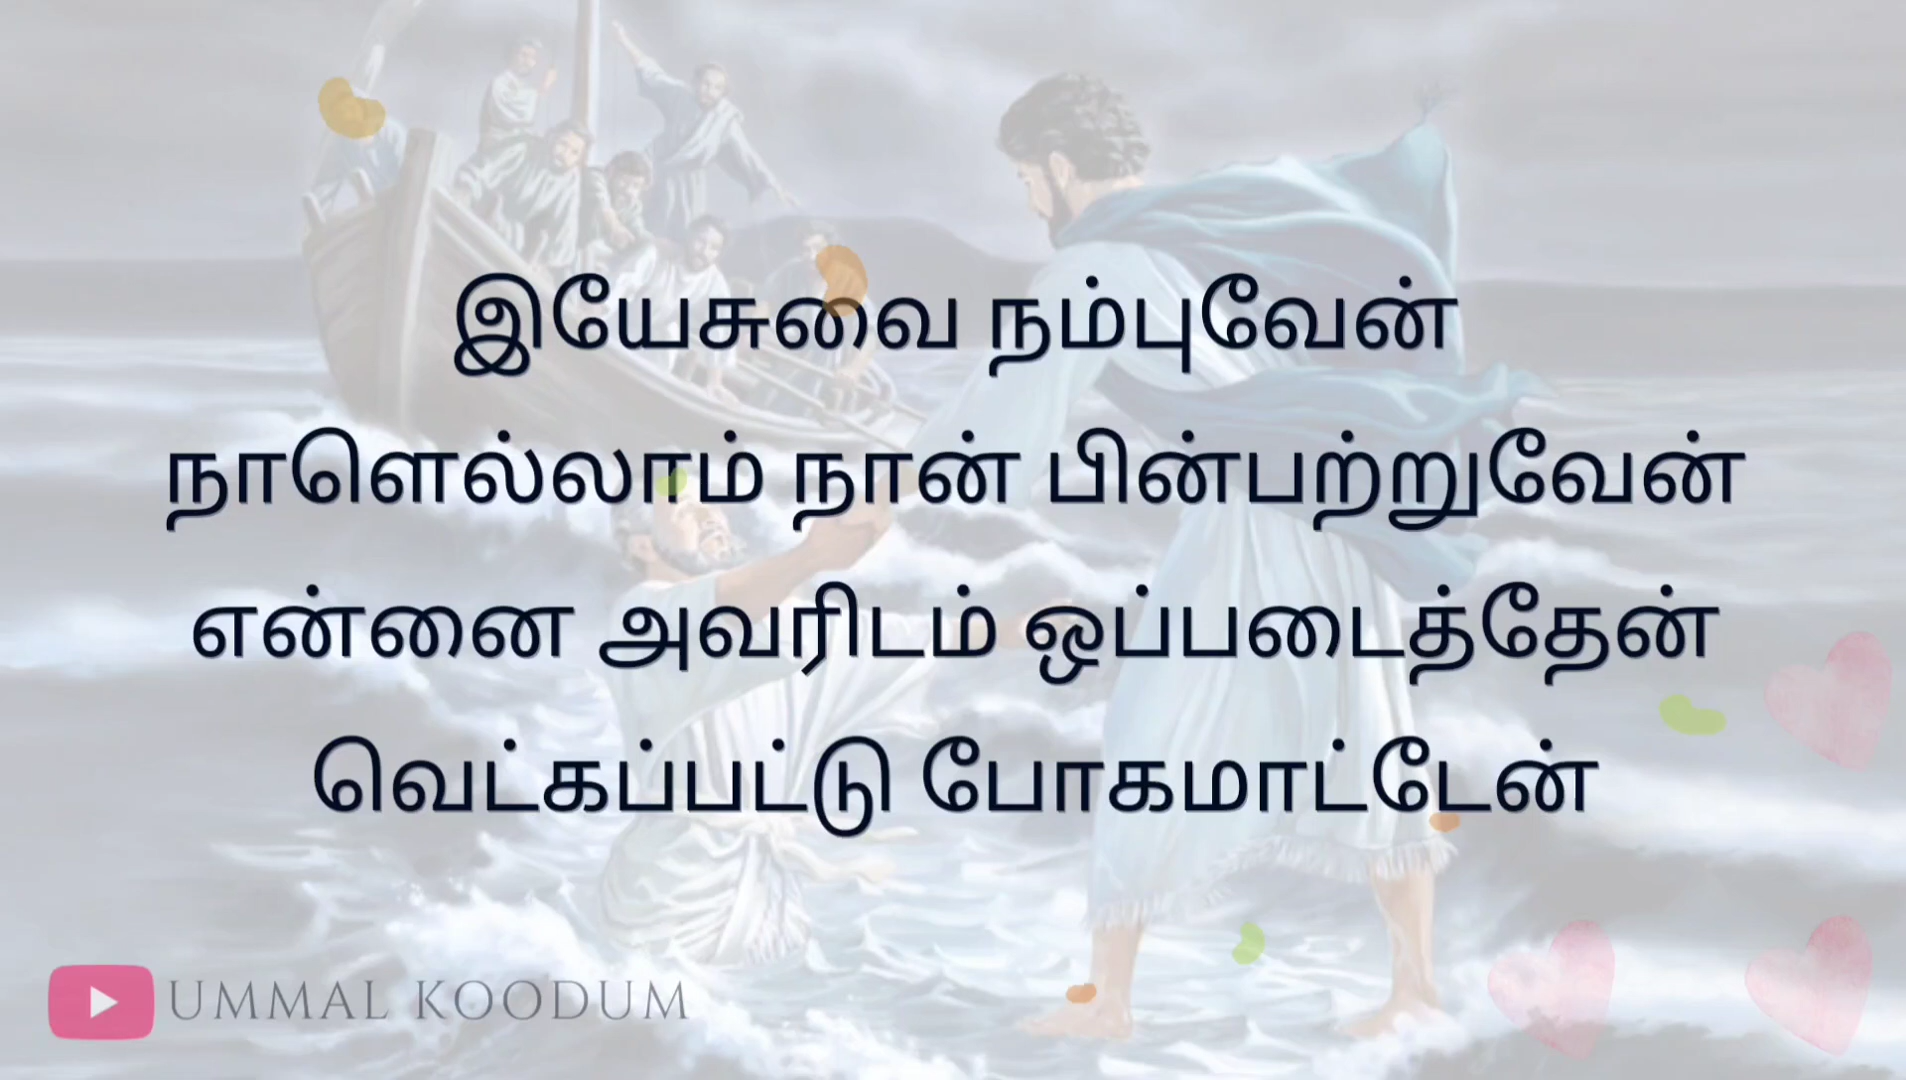 இயேசுவை நம்புவேன்
நாளெல்லாம் நான் பின்பற்றுவேன்
என்னை அவரிடம் ஒப்படைத்தேன்
வெட்கப்பட்டு போகமாட்டேன்
UMMAL KOODUM